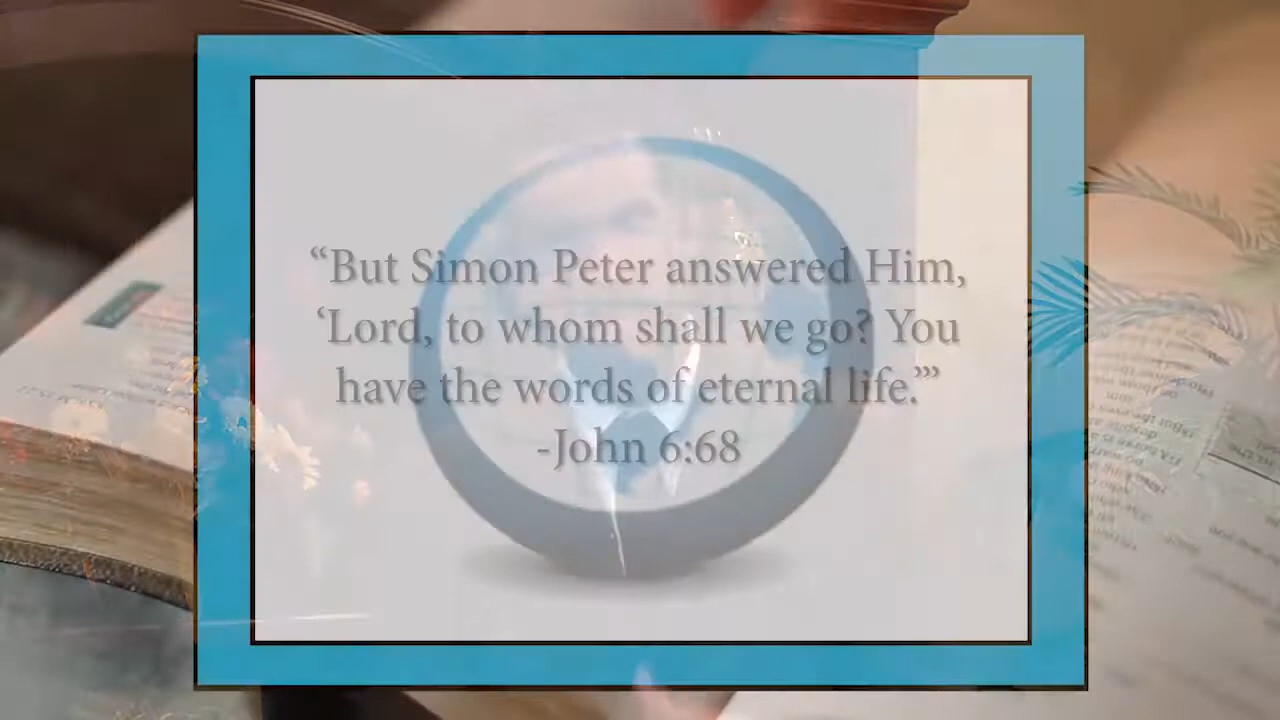 “But Simon Peter answered Him,
‘Lord, to whom shall we go? You
have the words of eternal life.’”
-John 6:68